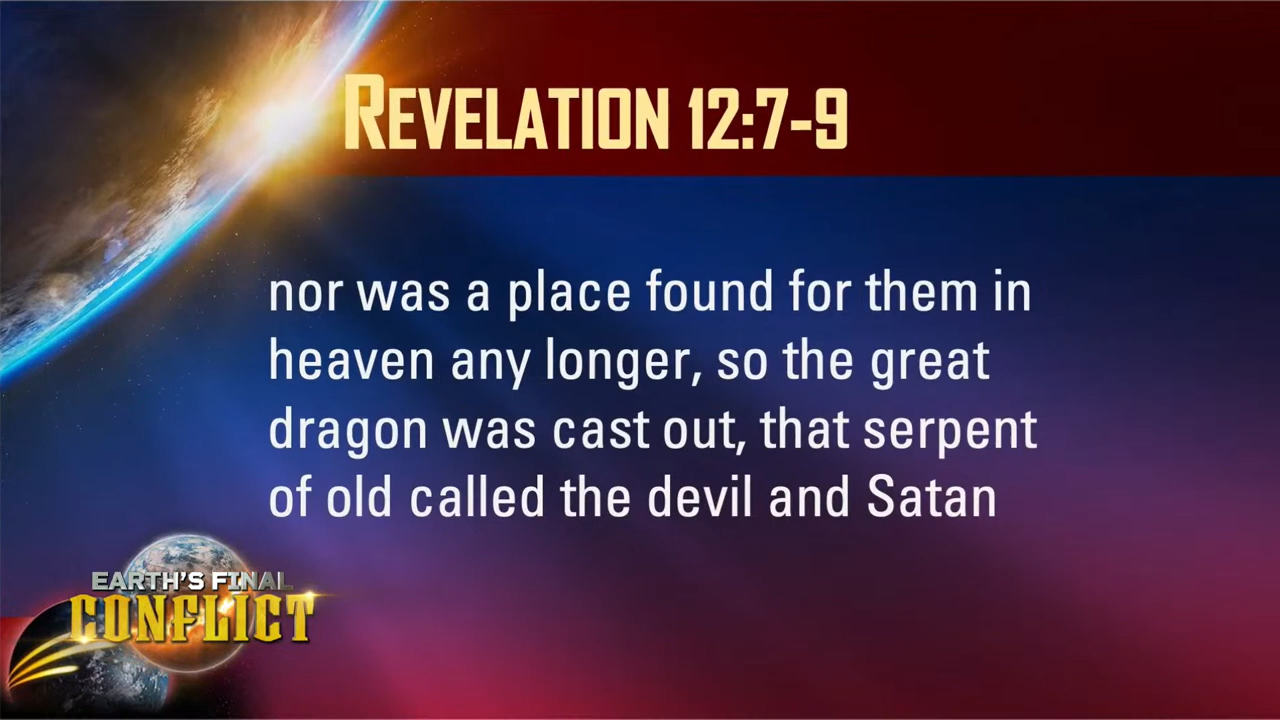 REVELATION 12:7-9
nor was a place found for them in
heaven any longer, so the great
dragon was cast out, that serpent
of old called the devil and Satan
EARTH'S FINAL
CONFLICT